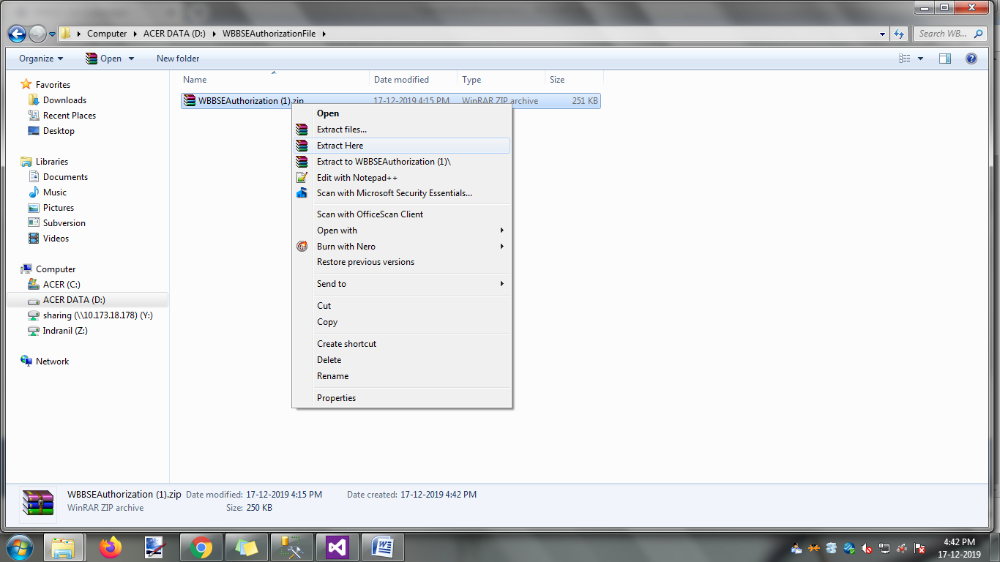 Computer ▸ ACER DATA (D:) ▸ WBBSEAuthorizationFile ▸
Search WB...
Organize Open New folder
Name Date modified Type Size
WBBSEAuthorization (1).zip 17-12-2019 4:15 PM WinRAR ZIP archive 251 KB
Favorites
Downloads
Recent Places
Desktop
Libraries
Documents
Music
Pictures
Subversion
Videos
Computer
ACER (C:)
ACER DATA (D:)
sharing (\\10.173.18.178) (Y:)
Indranil (Z:)
Network
Open
Extract files...
Extract Here
Extract to WBBSEAuthorization (1)\
Edit with Notepad++
Scan with Microsoft Security Essentials...
Scan with OfficeScan Client
Open with
Burn with Nero
Restore previous versions
Send to
Cut
Copy
Create shortcut
Delete
Rename
Properties
WBBSEAuthorization (1).zip Date modified: 17-12-2019 4:15 PM Date created: 17-12-2019 4:42 PM
WinRAR ZIP archive Size: 250 KB
4:42 PM
17-12-2019